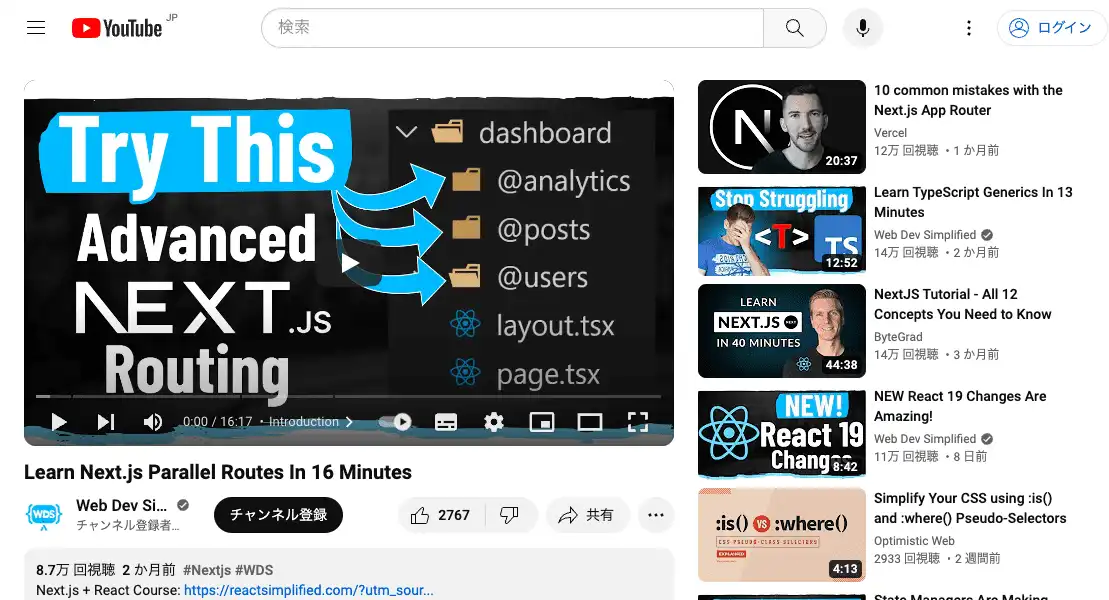 YouTube JP
検索
ログイン
Try This
Advanced
NEXT.JS
Routing
dashboard
@analytics
@posts
@users
layout.tsx
page.tsx
0:00 / 16:17 • Introduction
Learn Next.js Parallel Routes In 16 Minutes
WDS
Web Dev Si...
チャンネル登録者...
チャンネル登録
2767
共有
8.7万 回視聴 2 か月前 #Nextjs #WDS
Next.js + React Course: https://reactsimplified.com/?utm_sour...
N
20:37
10 common mistakes with the
Next.js App Router
Vercel
12万 回視聴 • 1 か月前
Stop Struggling
<T>
TS
12:52
Learn TypeScript Generics In 13
Minutes
Web Dev Simplified
14万 回視聴 • 2 か月前
LEARN
NEXT.JS
IN 40 MINUTES
44:38
NextJS Tutorial - All 12
Concepts You Need to Know
ByteGrad
14万 回視聴 • 3 か月前
NEW!
React 19
Changes
8:42
NEW React 19 Changes Are
Amazing!
Web Dev Simplified
11万 回視聴 • 8 日前
:is() VS :where()
CSS PSEUDO-CLASS SELECTORS
EXPLAINED
4:13
Simplify Your CSS using :is()
and :where() Pseudo-Selectors
Optimistic Web
2933 回視聴 • 2 週間前
State Managers Are Making